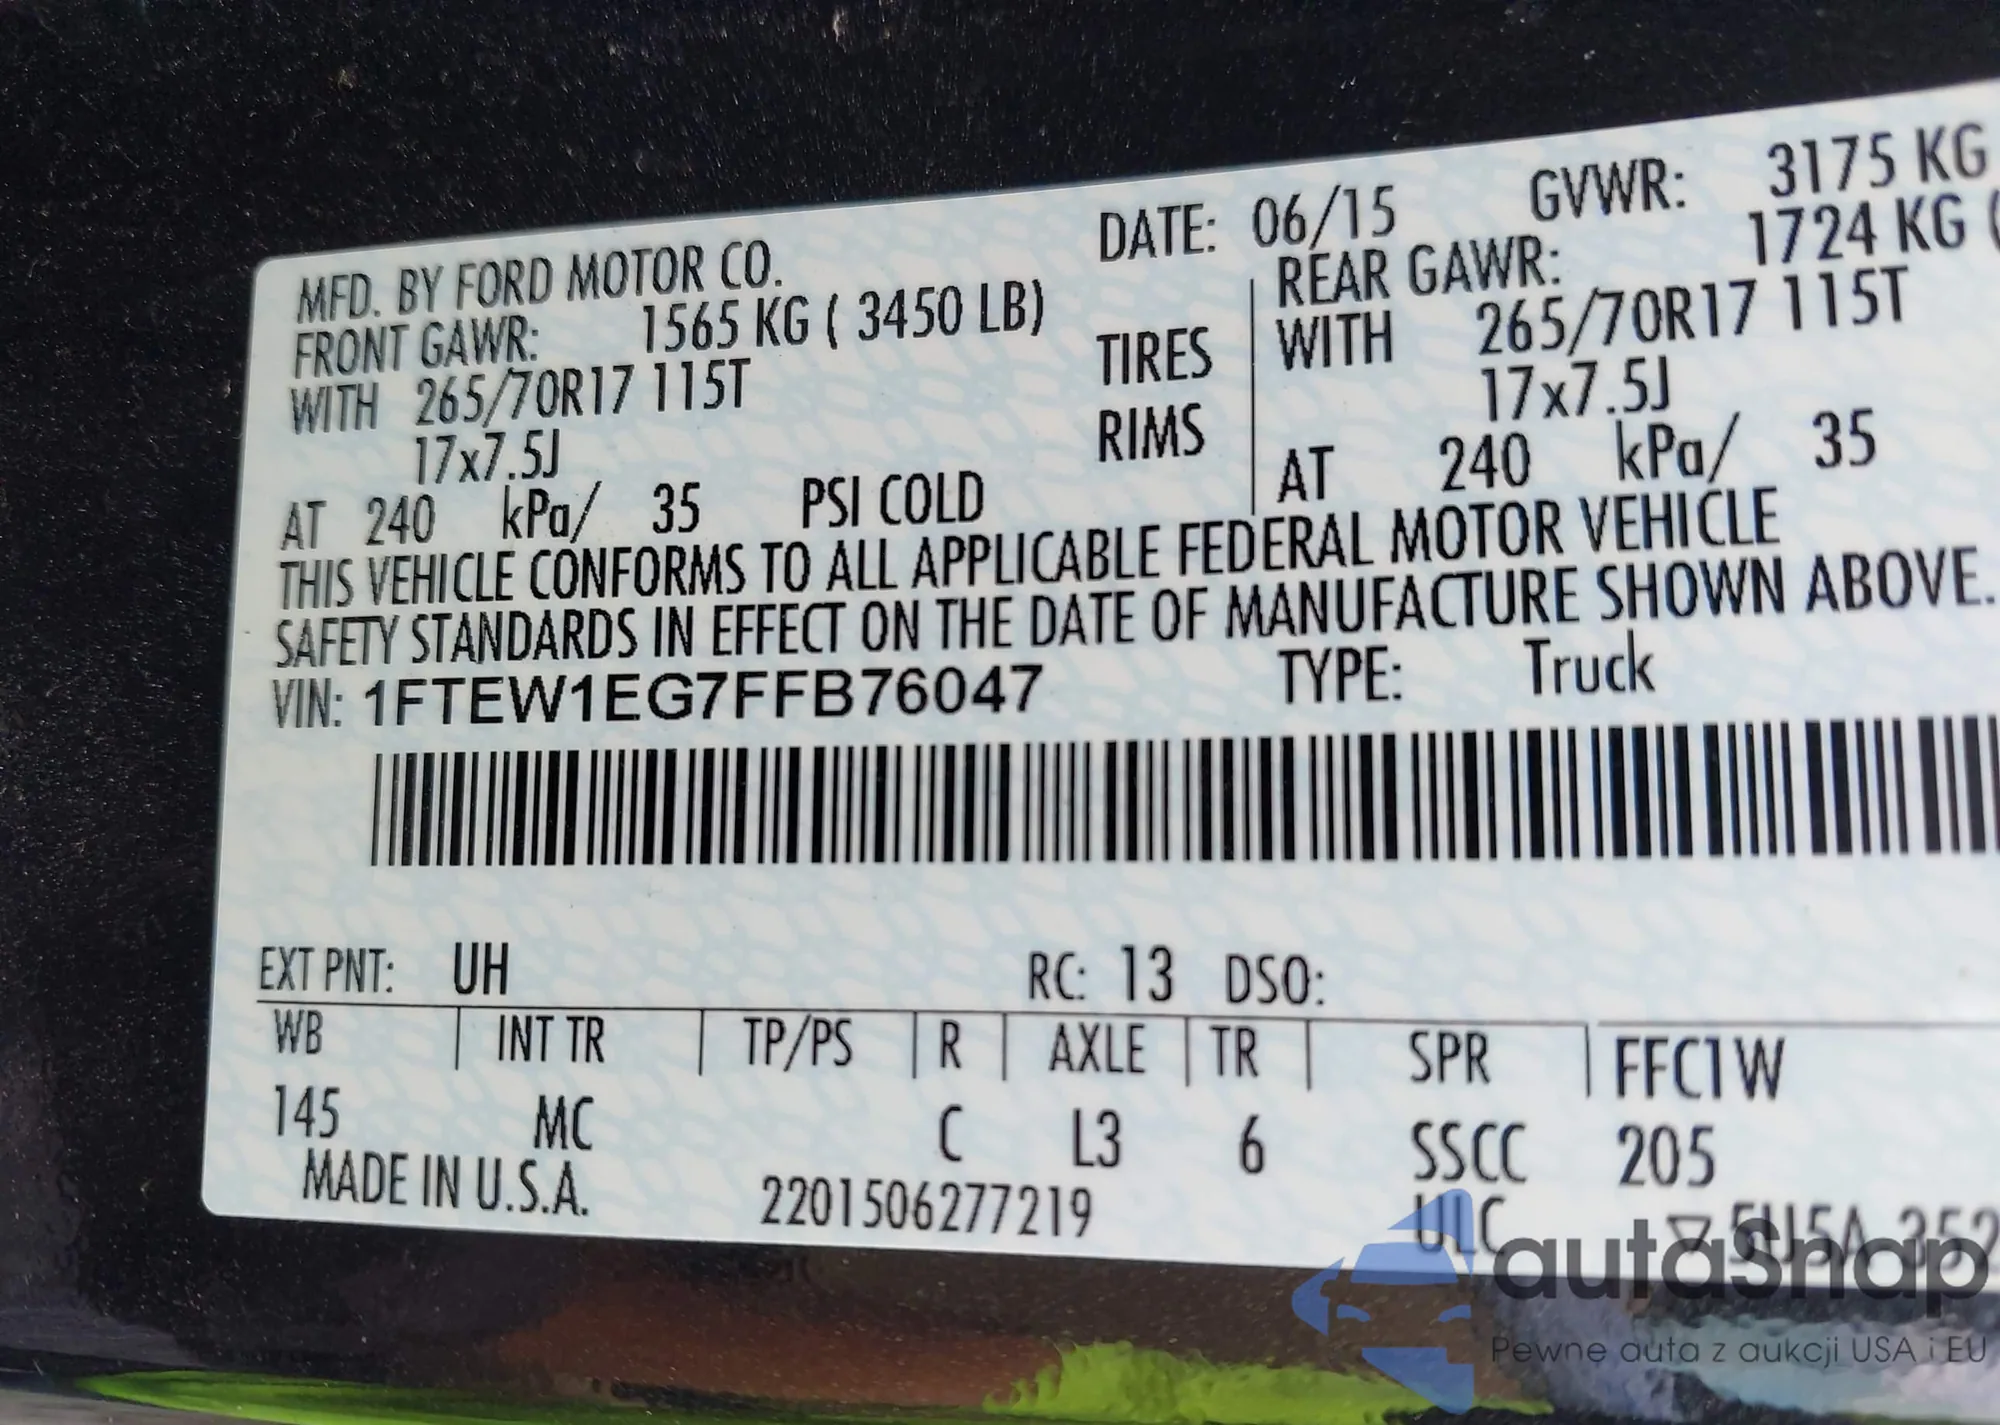 MFD. BY FORD MOTOR CO. DATE: 06/15 GVWR: 3175 KG
FRONT GAWR: 1565 KG ( 3450 LB) REAR GAWR: 1724 KG (
WITH 265/70R17 115T TIRES WITH 265/70R17 115T
17x7.5J RIMS 17x7.5J
AT 240 kPa/ 35 PSI COLD AT 240 kPa/ 35
THIS VEHICLE CONFORMS TO ALL APPLICABLE FEDERAL MOTOR VEHICLE
SAFETY STANDARDS IN EFFECT ON THE DATE OF MANUFACTURE SHOWN ABOVE.
VIN: 1FTEW1EG7FFB76047 TYPE: Truck
EXT PNT: UH RC: 13 DSO:
WB INT TR TP/PS R AXLE TR SPR FFC1W
145 MC C L3 6 SSCC 205
MADE IN U.S.A. 2201506277219 ULC 5U5A 352
autaSnap
Pewne auta z aukcji USA i EU